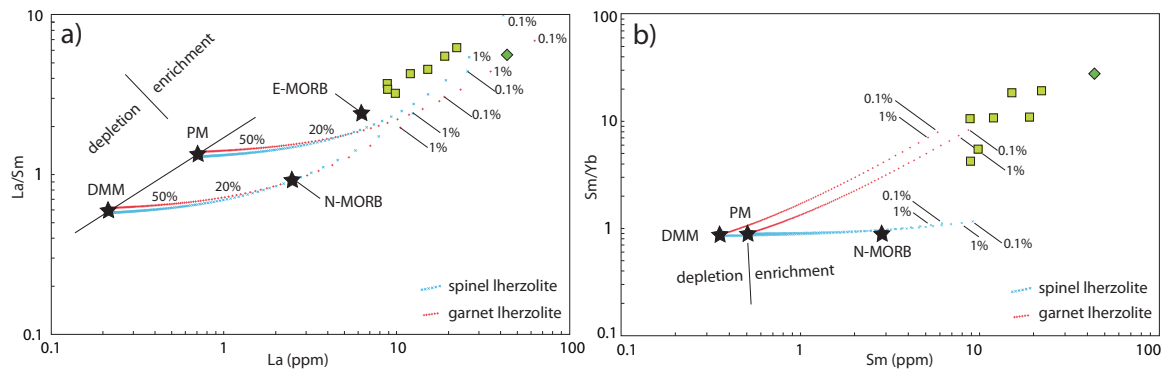 a)
10
1
0.1
La/Sm
0.1
1
10
100
La (ppm)
depletion
enrichment
PM
DMM
E-MORB
N-MORB
50%
20%
50%
20%
0.1%
0.1%
1%
1%
0.1%
0.1%
1%
1%
spinel lherzolite
garnet lherzolite
b)
100
10
1
0.1
Sm/Yb
0.1
1
10
100
Sm (ppm)
0.1%
1%
0.1%
1%
PM
DMM
N-MORB
0.1%
1%
1%
0.1%
depletion
enrichment
spinel lherzolite
garnet lherzolite